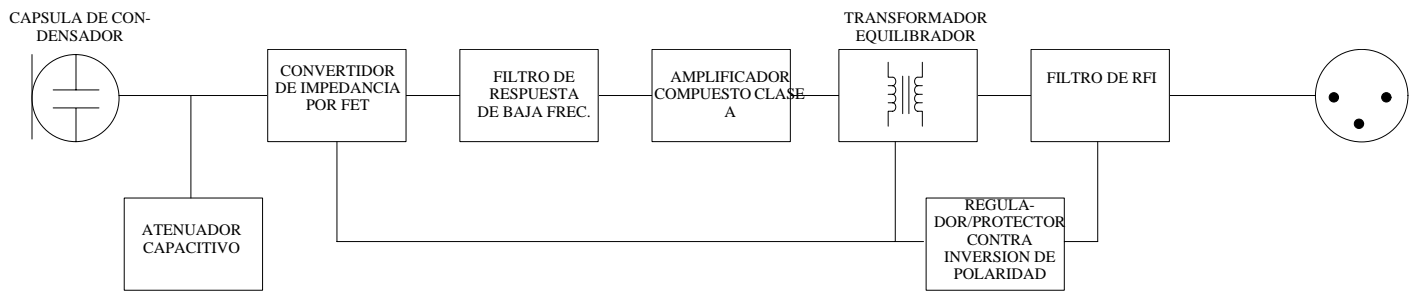 CAPSULA DE CON-
DENSADOR
CONVERTIDOR
DE IMPEDANCIA
POR FET
FILTRO DE
RESPUESTA
DE BAJA FREC.
AMPLIFICADOR
COMPUESTO CLASE
A
TRANSFORMADOR
EQUILIBRADOR
FILTRO DE RFI
ATENUADOR
CAPACITIVO
REGULA-
DOR/PROTECTOR
CONTRA
INVERSION DE
POLARIDAD